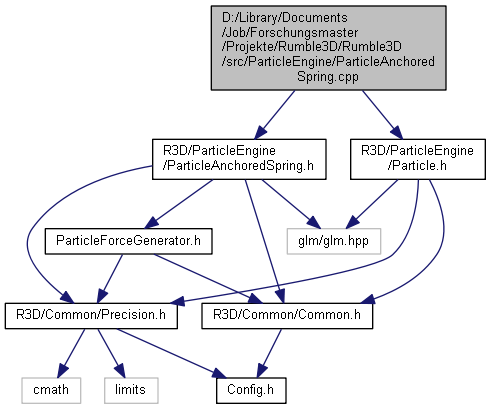 D:/Library/Documents
/Job/Forschungsmaster
/Projekte/Rumble3D/Rumble3D
/src/ParticleEngine/ParticleAnchored
Spring.cpp
R3D/ParticleEngine
/ParticleAnchoredSpring.h
R3D/ParticleEngine
/Particle.h
ParticleForceGenerator.h
glm/glm.hpp
R3D/Common/Precision.h
R3D/Common/Common.h
cmath
limits
Config.h